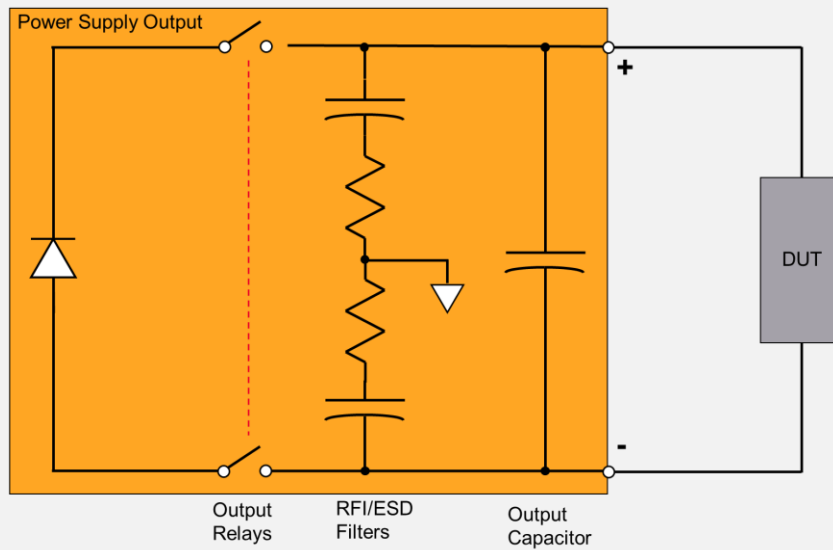 Power Supply Output
+
DUT
-
Output
Relays
RFI/ESD
Filters
Output
Capacitor